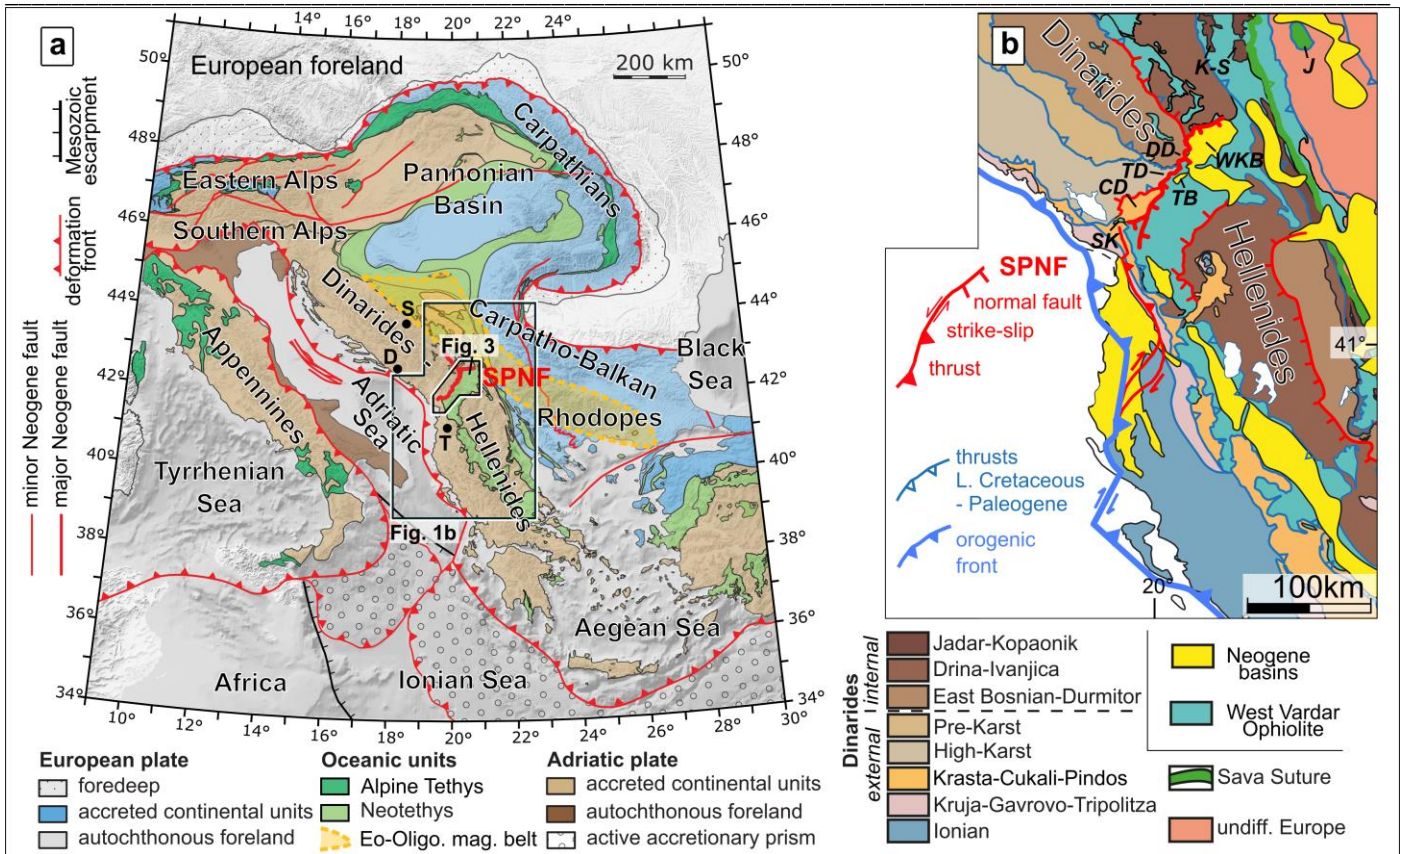 a
14° 16° 18° 20° 22° 24°
European foreland
200 km
50°
50°
Mesozoic
escarpment
deformation
front
minor Neogene fault
major Neogene fault
48°
48°
46°
46°
44°
44°
42°
42°
40°
40°
38°
38°
36°
36°
34°
34°
Carpathians
Eastern Alps
Pannonian
Basin
Southern Alps
Dinarides
S
Carpatho-Balkan
Fig. 3
Black
Sea
D
SPNF
Appennines
Adriatic
Sea
Rhodopes
T
Hellenides
Tyrrhenian
Sea
Fig. 1b
Aegean Sea
Africa
Ionian Sea
10° 12° 14° 16° 18° 20° 22° 24° 26° 28° 30°
European plate
foredeep
accreted continental units
autochthonous foreland
Oceanic units
Alpine Tethys
Neotethys
Eo-Oligo. mag. belt
Adriatic plate
accreted continental units
autochthonous foreland
active accretionary prism
b
Dinarides
K-S
J
DD
WKB
TD
TB
CD
SK
Hellenides
SPNF
normal fault
strike-slip
thrust
41°
thrusts
L. Cretaceous
- Paleogene
orogenic
front
20°
100km
Dinarides
internal
external
Jadar-Kopaonik
Drina-Ivanjica
East Bosnian-Durmitor
Pre-Karst
High-Karst
Krasta-Cukali-Pindos
Kruja-Gavrovo-Tripolitza
Ionian
Neogene
basins
West Vardar
Ophiolite
Sava Suture
undiff. Europe